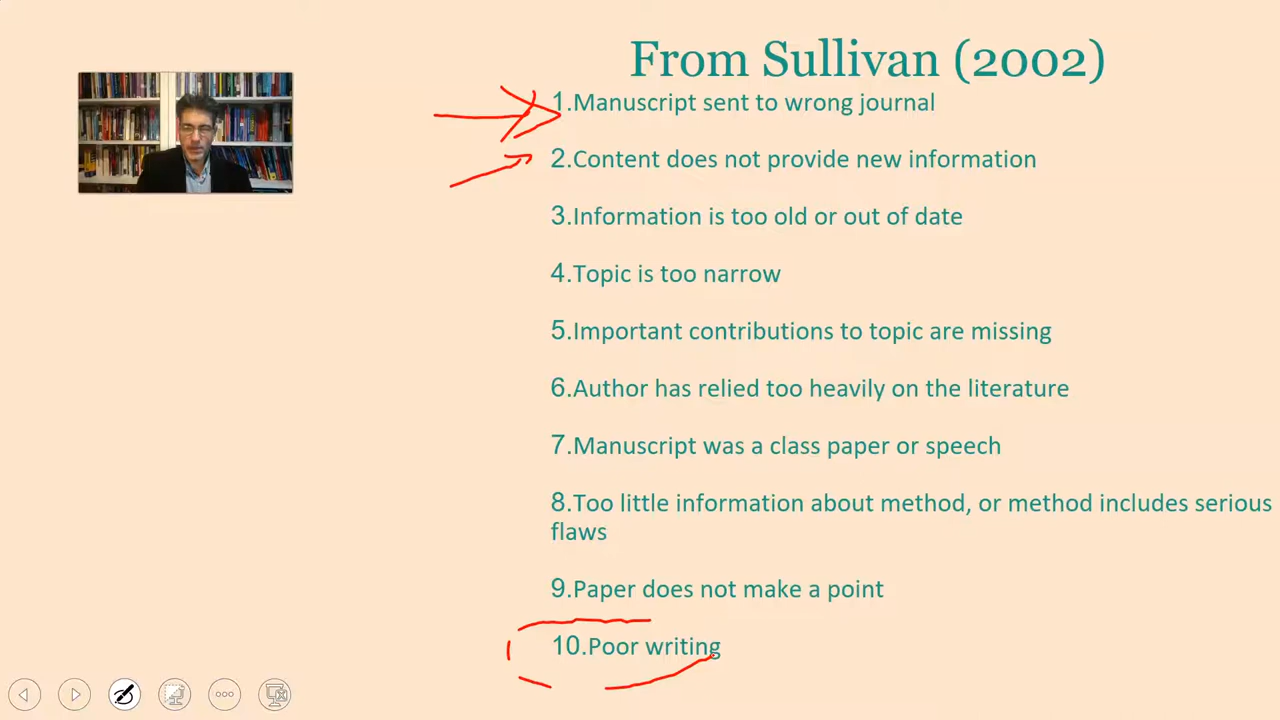 From Sullivan (2002)
1.Manuscript sent to wrong journal
2.Content does not provide new information
3.Information is too old or out of date
4.Topic is too narrow
5.Important contributions to topic are missing
6.Author has relied too heavily on the literature
7.Manuscript was a class paper or speech
8.Too little information about method, or method includes serious
flaws
9.Paper does not make a point
10.Poor writing